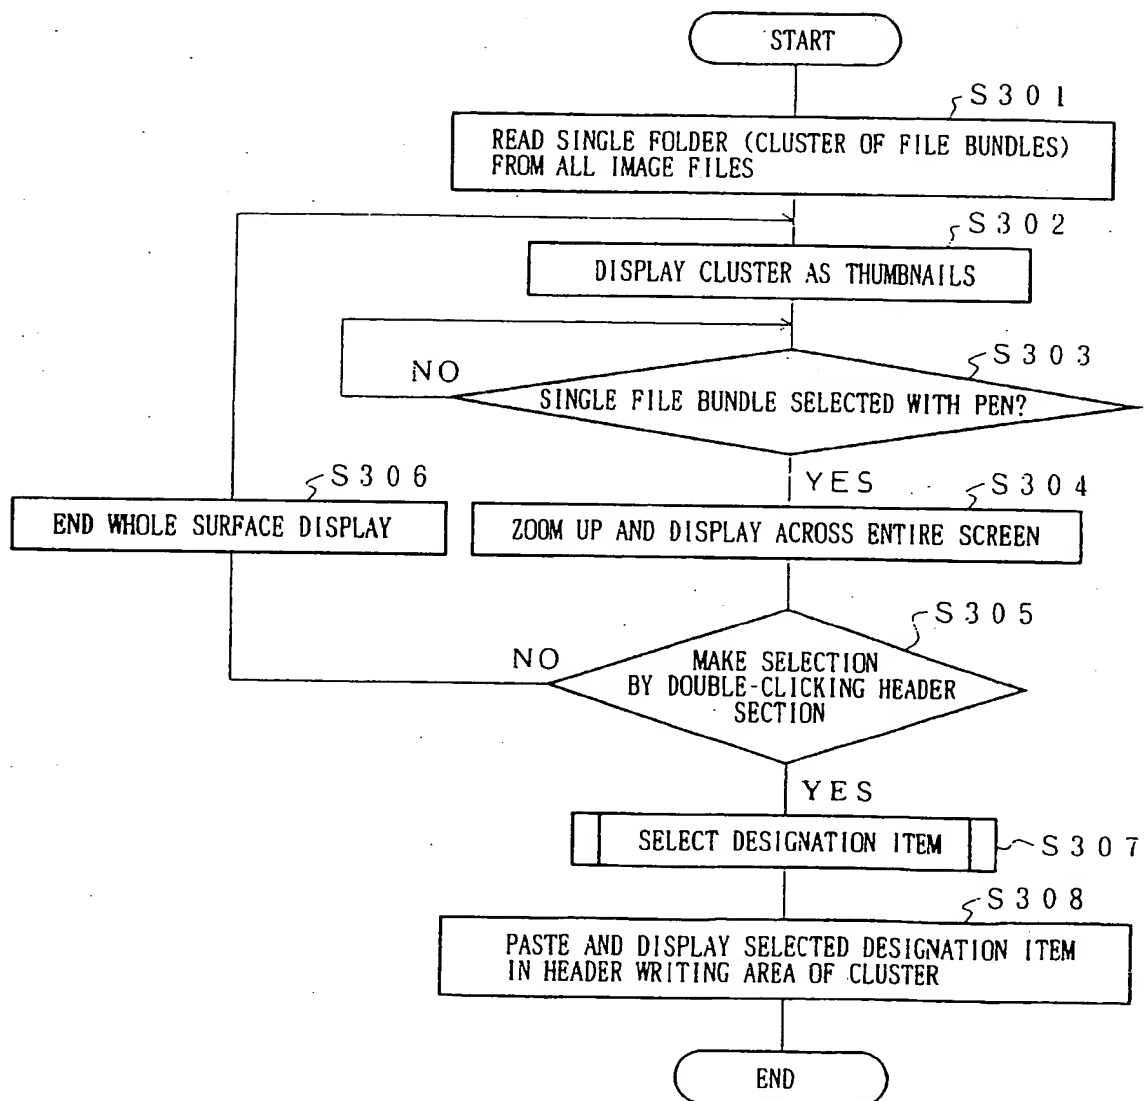 START
S301
READ SINGLE FOLDER (CLUSTER OF FILE BUNDLES)
FROM ALL IMAGE FILES
S302
DISPLAY CLUSTER AS THUMBNAILS
S303
NO
SINGLE FILE BUNDLE SELECTED WITH PEN?
YES
S306
S304
END WHOLE SURFACE DISPLAY
ZOOM UP AND DISPLAY ACROSS ENTIRE SCREEN
S305
NO
MAKE SELECTION
BY DOUBLE-CLICKING HEADER
SECTION
YES
SELECT DESIGNATION ITEM
S307
S308
PASTE AND DISPLAY SELECTED DESIGNATION ITEM
IN HEADER WRITING AREA OF CLUSTER
END